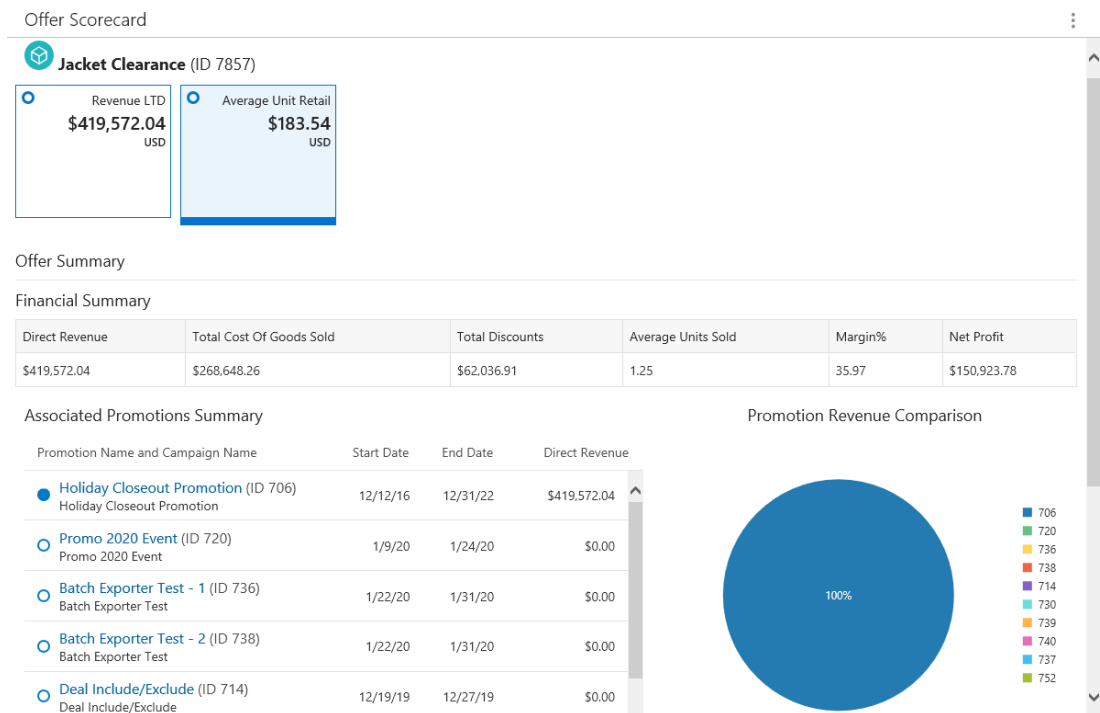 Offer Scorecard
Jacket Clearance (ID 7857)
Revenue LTD
$419,572.04
USD
Average Unit Retail
$183.54
USD
Offer Summary
Financial Summary
Direct Revenue Total Cost Of Goods Sold Total Discounts Average Units Sold Margin% Net Profit
$419,572.04 $268,648.26 $62,036.91 1.25 35.97 $150,923.78
Associated Promotions Summary
Promotion Name and Campaign Name Start Date End Date Direct Revenue
Holiday Closeout Promotion (ID 706) 12/12/16 12/31/22 $419,572.04
Holiday Closeout Promotion
Promo 2020 Event (ID 720) 1/9/20 1/24/20 $0.00
Promo 2020 Event
Batch Exporter Test - 1 (ID 736) 1/22/20 1/31/20 $0.00
Batch Exporter Test
Batch Exporter Test - 2 (ID 738) 1/22/20 1/31/20 $0.00
Batch Exporter Test
Deal Include/Exclude (ID 714) 12/19/19 12/27/19 $0.00
Deal Include/Exclude
Promotion Revenue Comparison
100%
706
720
736
738
714
730
739
740
737
752